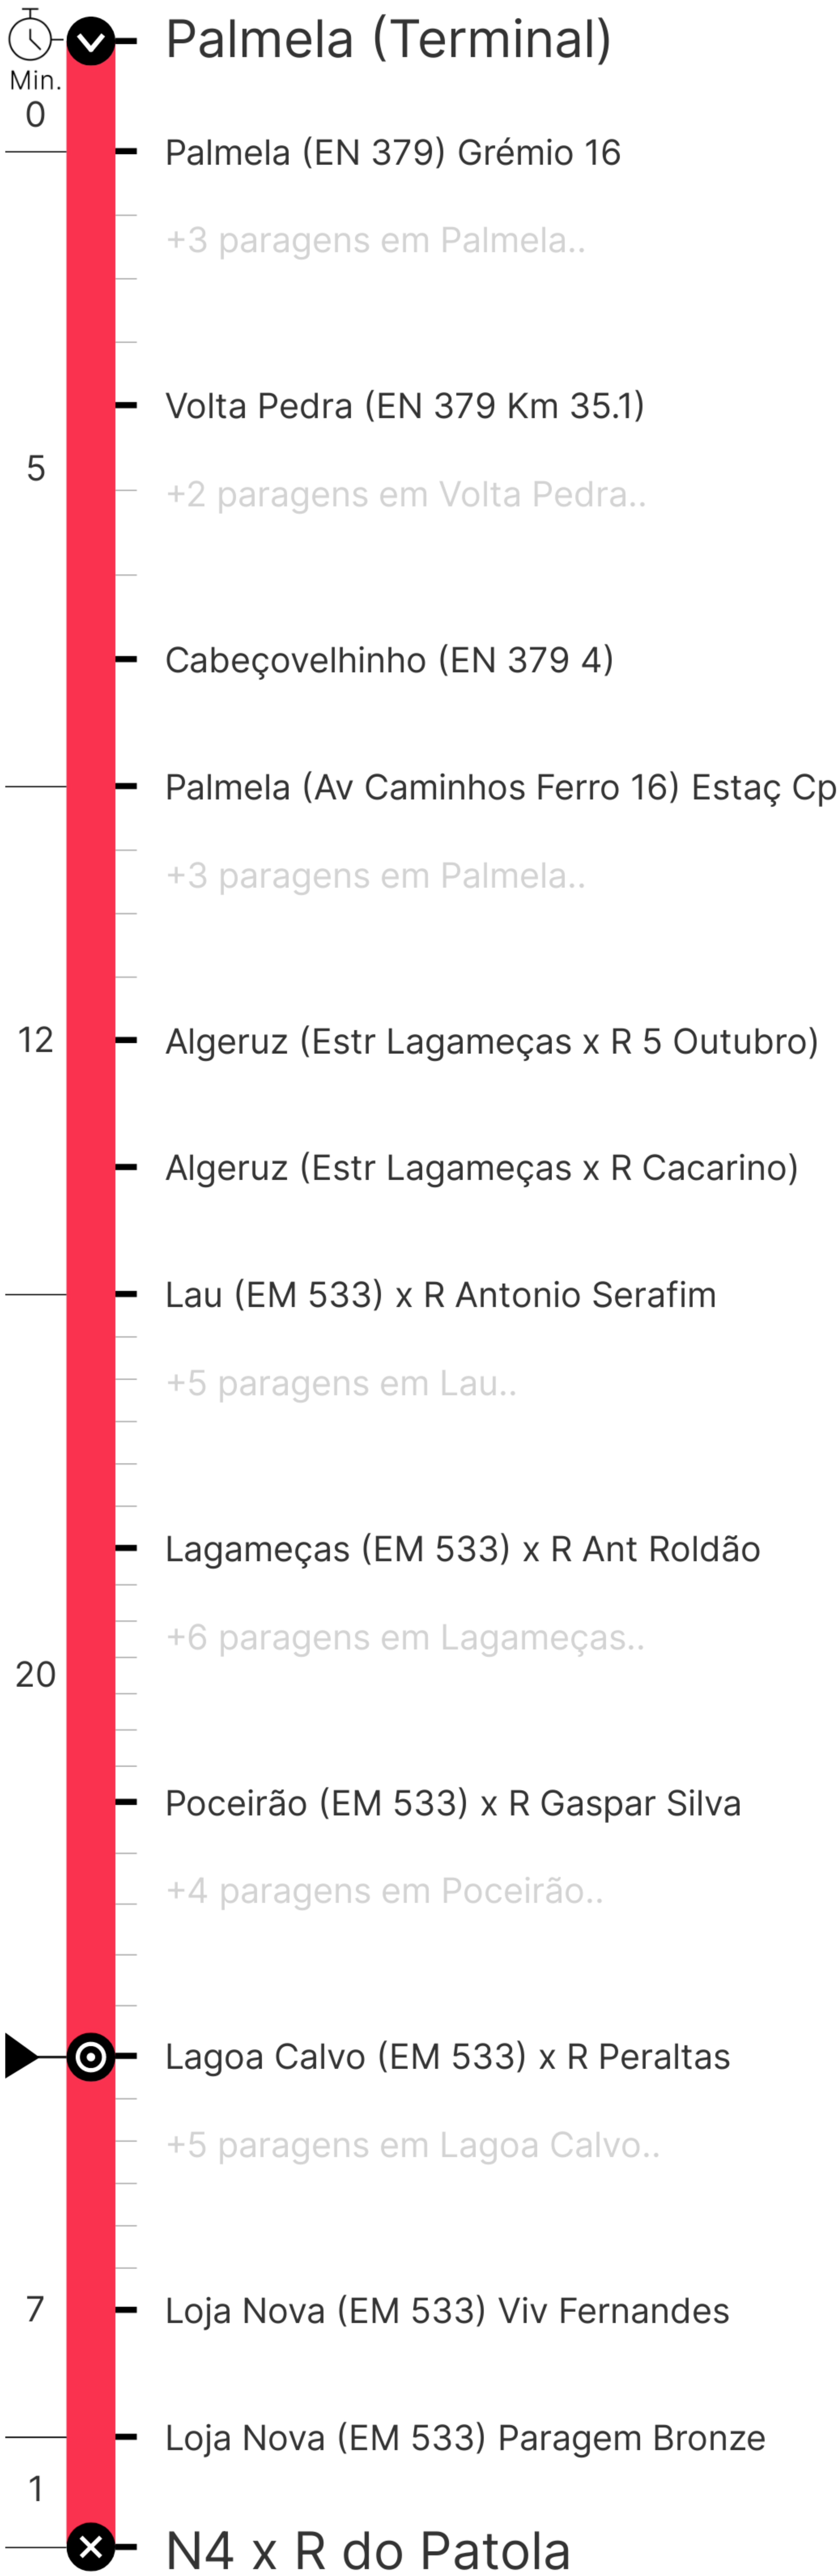 Palmela (Terminal)
Min.
0
Palmela (EN 379) Grémio 16
+3 paragens em Palmela..
Volta Pedra (EN 379 Km 35.1)
5
+2 paragens em Volta Pedra..
Cabeçovelhinho (EN 379 4)
Palmela (Av Caminhos Ferro 16) Estaç Cp
+3 paragens em Palmela..
12
Algeruz (Estr Lagameças x R 5 Outubro)
Algeruz (Estr Lagameças x R Cacarino)
Lau (EM 533) x R Antonio Serafim
+5 paragens em Lau..
Lagameças (EM 533) x R Ant Roldão
+6 paragens em Lagameças..
20
Poceirão (EM 533) x R Gaspar Silva
+4 paragens em Poceirão..
Lagoa Calvo (EM 533) x R Peraltas
+5 paragens em Lagoa Calvo..
7
Loja Nova (EM 533) Viv Fernandes
Loja Nova (EM 533) Paragem Bronze
1
N4 x R do Patola